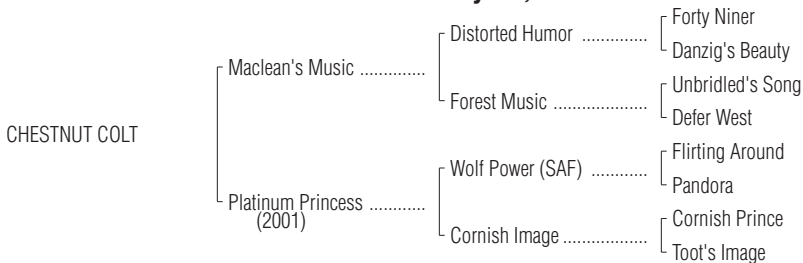 Forty Niner
Distorted Humor ..............
Danzig's Beauty
Maclean's Music ..............
Unbridled's Song
Forest Music ....................
Defer West
CHESTNUT COLT
Flirting Around
Wolf Power (SAF) ............
Pandora
Platinum Princess ............
(2001)
Cornish Prince
Cornish Image ..................
Toot's Image